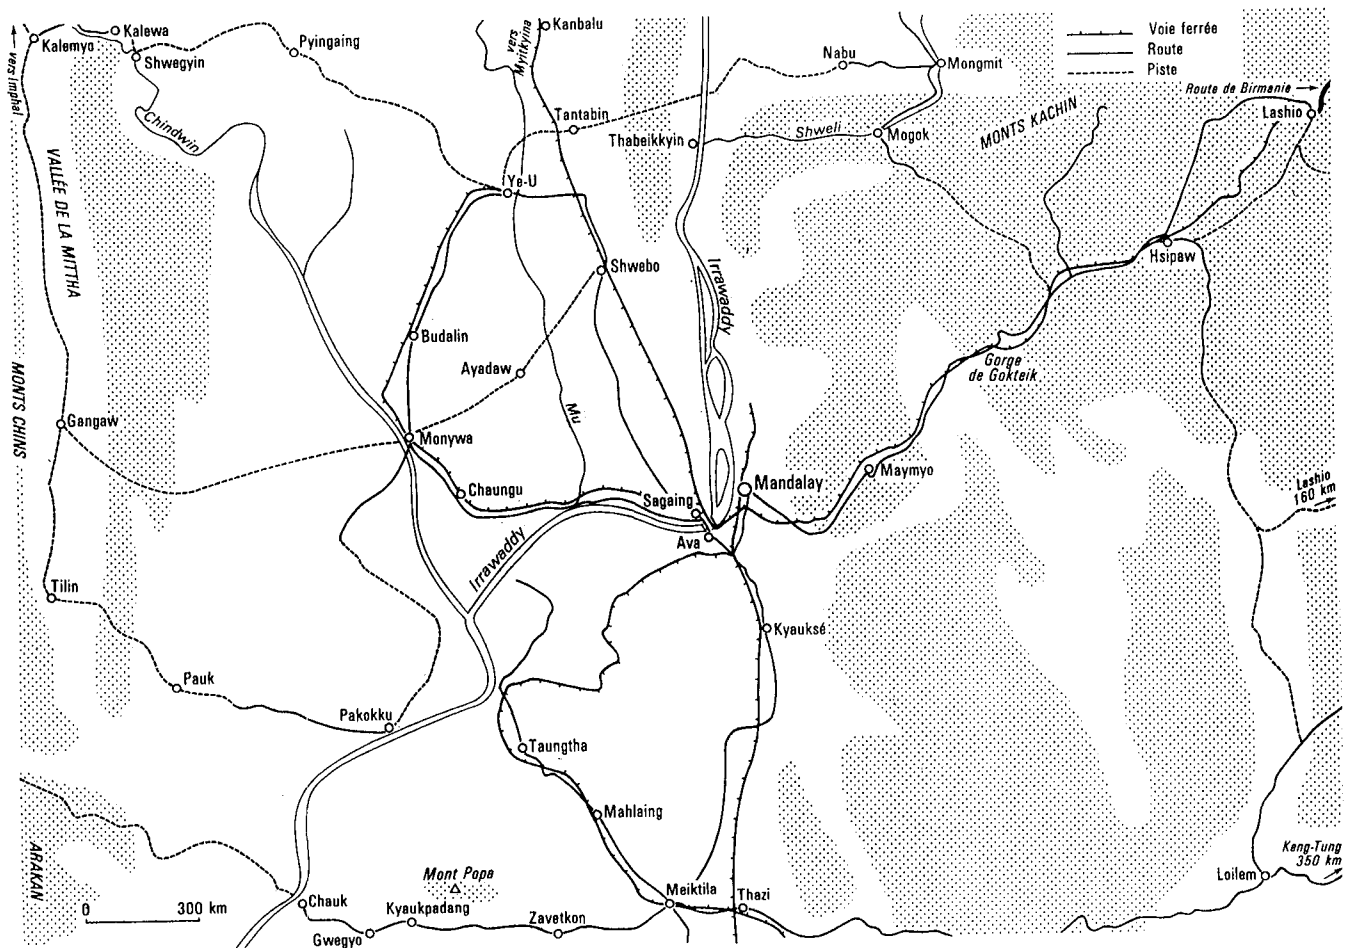 Kalemyo
Kalewa
Shwegyin
vers Imphal
Pyingaing
vers
Myitkyina
Kanbalu
Nabu
Mongmit
Voie ferrée
Route
Piste
Route de Birmanie
Lashio
Chindwin
Tantabin
Thabeikkyin
Shweli
Mogok
MONTS KACHIN
VALLÉE DE LA MITTHA
Ye-U
Hsipaw
Shwebo
Irrawaddy
Budalin
Ayadaw
Gorge
de Gokteik
MONTS CHINS
Gangaw
Mu
Monywa
Maymyo
Chaungu
Sagaing
Mandalay
Lashio
160 km
Ava
Irrawaddy
Tilin
Kyauksé
Pauk
Pakokku
Taungtha
Mahlaing
ARAKAN
Mont Popa
Keng-Tung
350 km
Loilem
Meiktila
Thazi
0 300 km
Chauk
Kyaukpadang
Gwegyo
Zavetkon